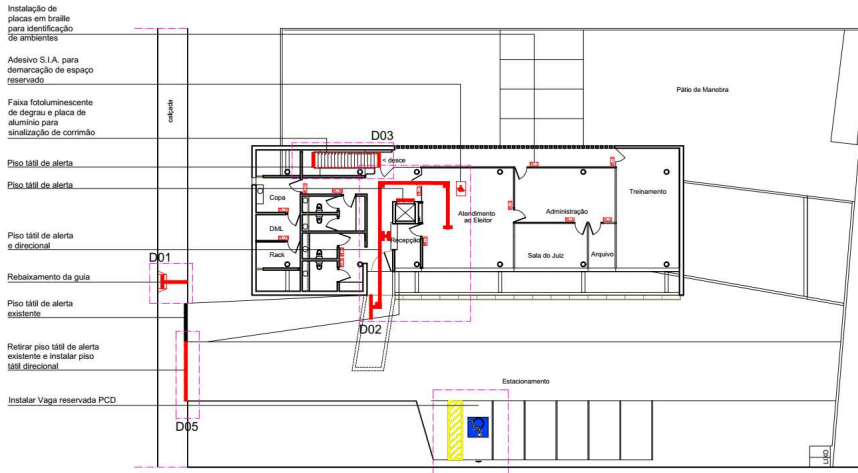 Instalação de
placas em braille
para identificação
de ambientes
Adesivo S.I.A. para
demarcação de espaço
reservado
Faixa fotoluminescente
de degrau e placa de
alumínio para
sinalização de corrimão
Piso tátil de alerta
Piso tátil de alerta
Piso tátil de alerta
e direcional
D01
Rebaixamento da guia
Piso tátil de alerta
existente
Retirar piso tátil de alerta
existente e instalar piso
tátil direcional
D05
Instalar Vaga reservada PCD
calçada
D03
< desce
Copa
DML
Rack
Recepção
D02
Atendimento
ao Eleitor
Administração
Sala do Juiz
Arquivo
Treinamento
Pátio de Manobra
Estacionamento
LIXO